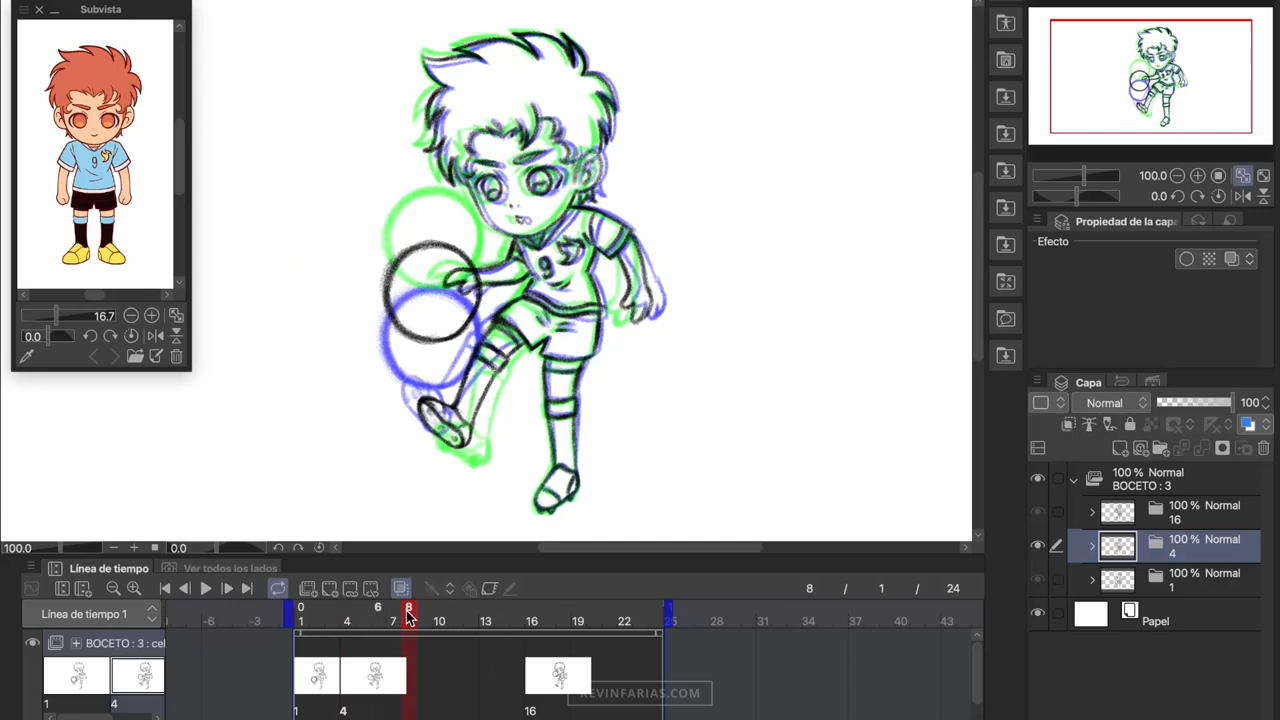 Subvista
16.7
0.0
100.0
0.0
Propiedad de la capa
Efecto
Capa
Normal
100
100 % Normal
BOCETO : 3
100 % Normal
16
100 % Normal
4
100 % Normal
1
Papel
100.0
0.0
Línea de tiempo
Ver todos los lados
8 / 1 / 24
Línea de tiempo 1
0 6 8 1
-6 -3 1 4 7 10 13 16 19 22 25 28 31 34 37 40 43
BOCETO : 3 : cel
1 4 1 4 16
REVINFARIAS.COM